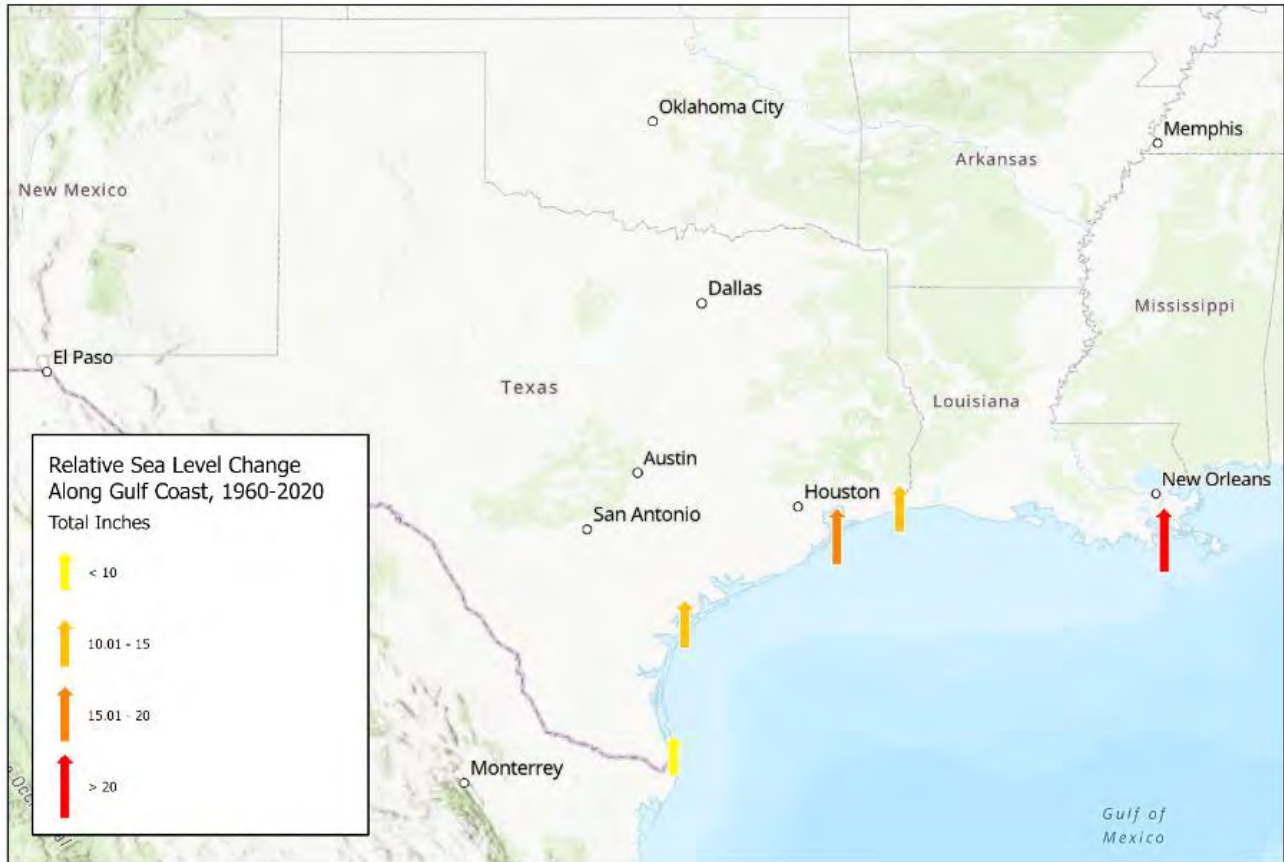 Oklahoma City
Memphis
Arkansas
New Mexico
Dallas
Mississippi
El Paso
Texas
Louisiana
Austin
Houston
New Orleans
San Antonio
Relative Sea Level Change
Along Gulf Coast, 1960-2020
Total Inches
< 10
10.01 - 15
15.01 - 20
> 20
Monterrey
Gulf of
Mexico